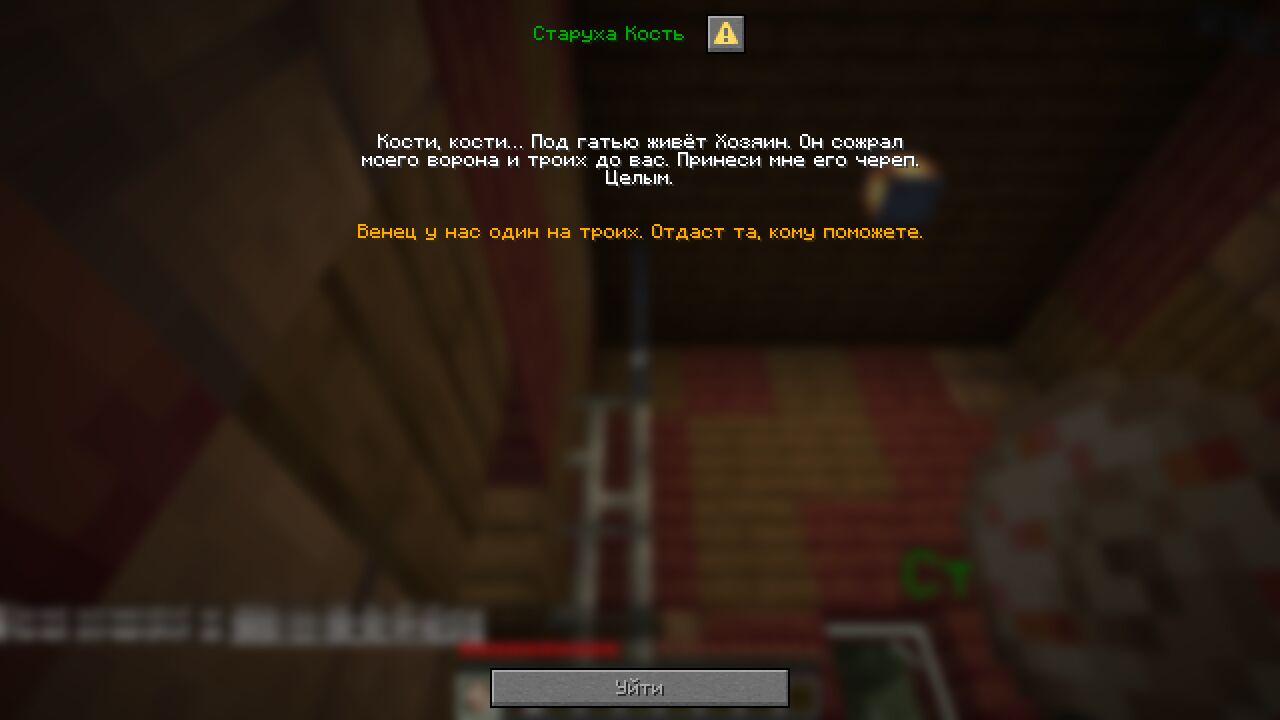 Старуха Кость
Кости, кости... Под гатью живёт Хозяин. Он сожрал
моего ворона и троих до вас. Принеси мне его череп.
Целым.
Венец у нас один на троих. Отдаст та, кому поможете.
Ст
Уйти